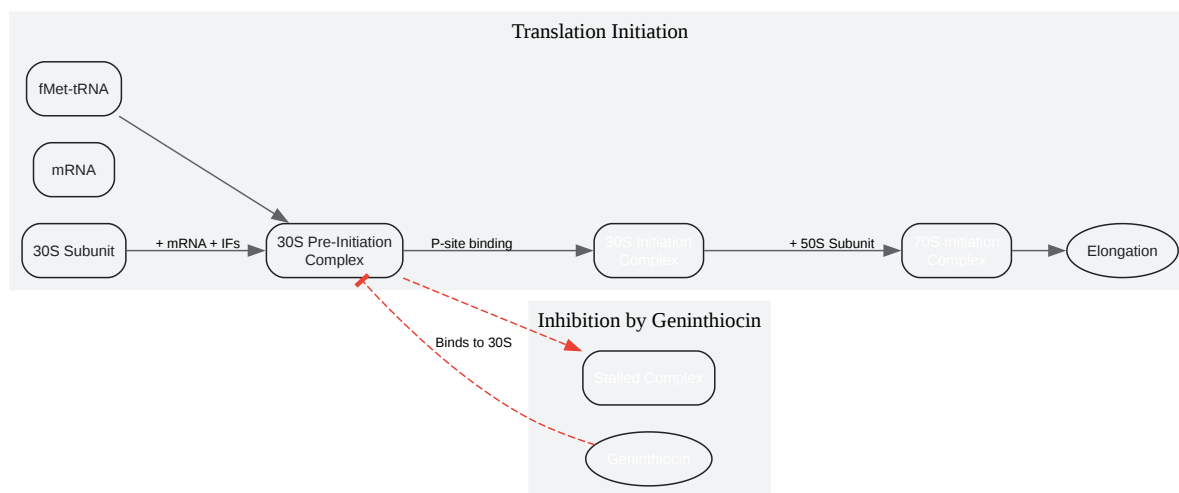 Translation Initiation
fMet-tRNA
mRNA
30S Subunit
+ mRNA + IFs
30S Pre-Initiation
Complex
P-site binding
30S Initiation
Complex
+ 50S Subunit
70S Initiation
Complex
Elongation
Inhibition by Geninthiocin
Binds to 30S
Stalled Complex
Geninthiocin